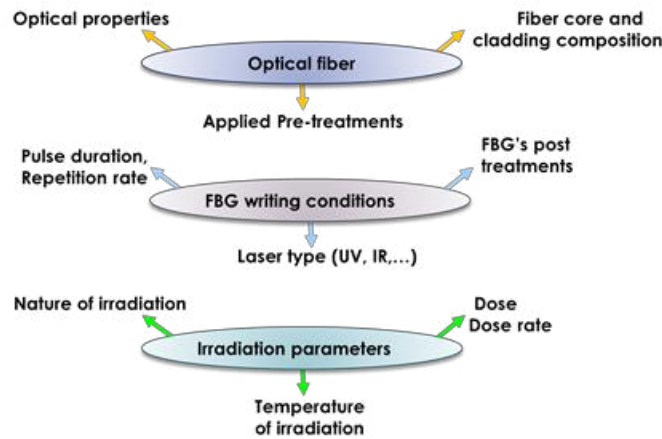 Optical properties
Fiber core and
cladding composition
Optical fiber
Applied Pre-treatments
Pulse duration,
Repetition rate
FBG's post
treatments
FBG writing conditions
Laser type (UV, IR,...)
Nature of irradiation
Dose
Dose rate
Irradiation parameters
Temperature
of irradiation